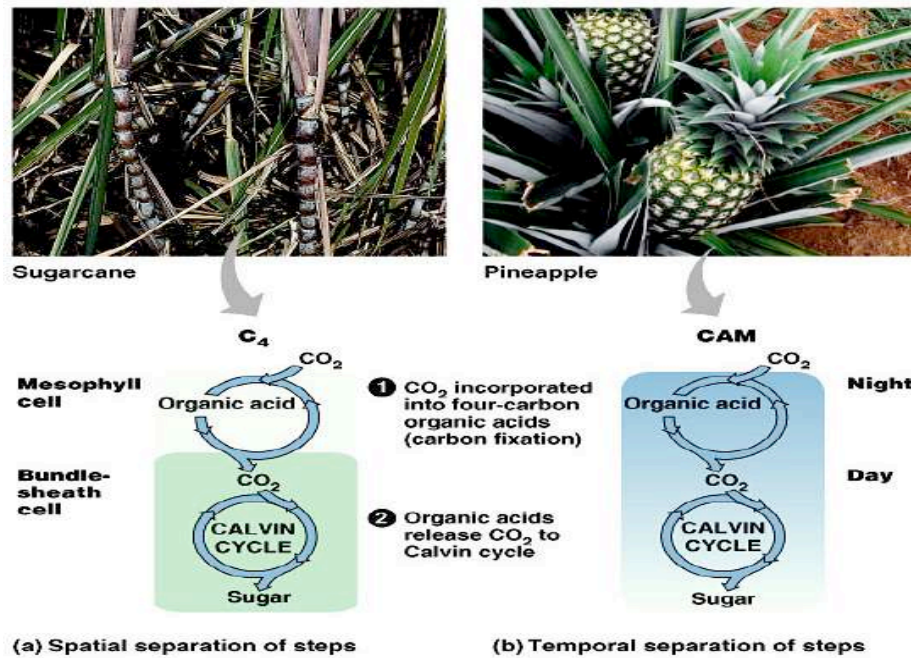 Sugarcane
Pineapple
C₄
CAM
CO₂
CO₂
Mesophyll
cell
Organic acid
❶ CO₂ incorporated
into four-carbon
organic acids
(carbon fixation)
Organic acid
Night
Bundle-
sheath
cell
CO₂
CO₂
Day
CALVIN
CYCLE
❷ Organic acids
release CO₂ to
Calvin cycle
CALVIN
CYCLE
Sugar
Sugar
(a) Spatial separation of steps
(b) Temporal separation of steps